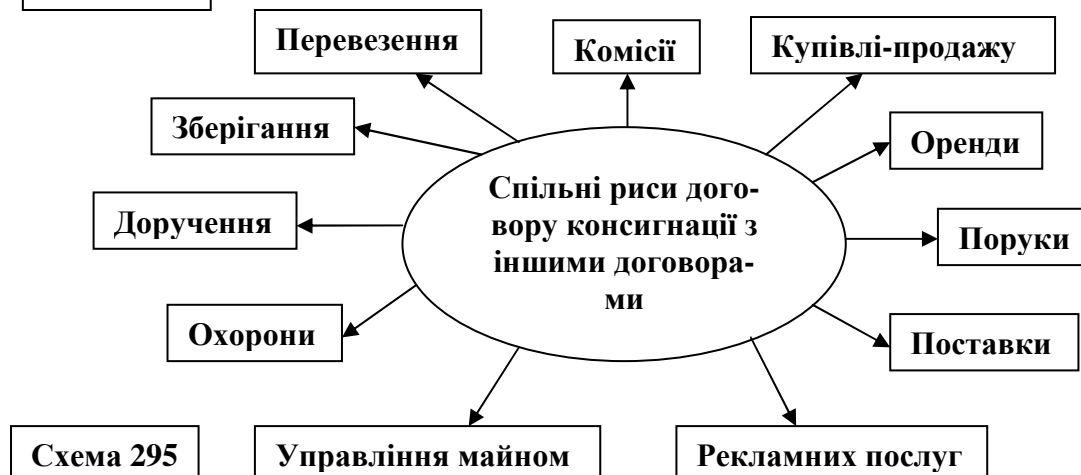 Перевезення
Комісії
Купівлі-продажу
Зберігання
Оренди
Спільні риси дого-
вору консигнації з
іншими договора-
ми
Доручення
Поруки
Охорони
Поставки
Схема 295
Управління майном
Рекламних послуг